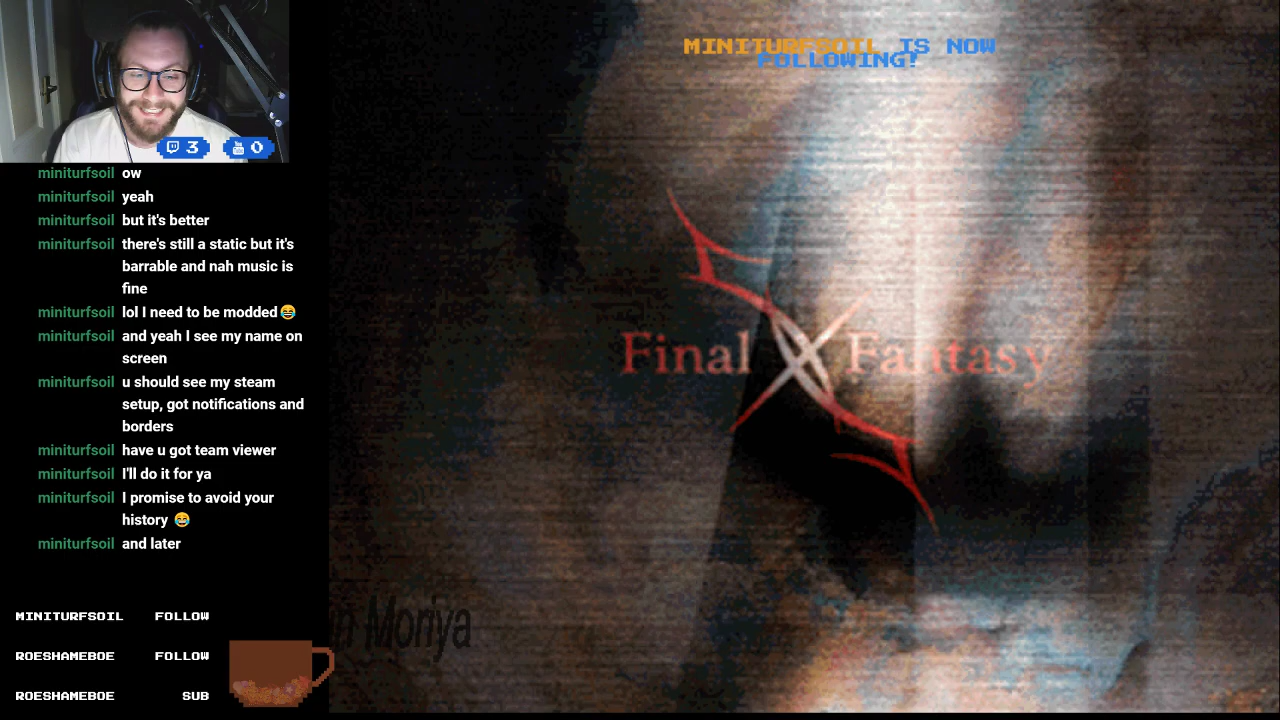 MINITURFSOIL IS NOW
FOLLOWING!
3
0
miniturfsoil ow
miniturfsoil yeah
miniturfsoil but it's better
miniturfsoil there's still a static but it's
barrable and nah music is
fine
miniturfsoil lol I need to be modded😂
miniturfsoil and yeah I see my name on
screen
miniturfsoil u should see my steam
setup, got notifications and
borders
miniturfsoil have u got team viewer
miniturfsoil I'll do it for ya
miniturfsoil I promise to avoid your
history 😂
miniturfsoil and later
Final Fantasy
Moriya
MINITURFSOIL FOLLOW
ROESHAMEBOE FOLLOW
ROESHAMEBOE SUB